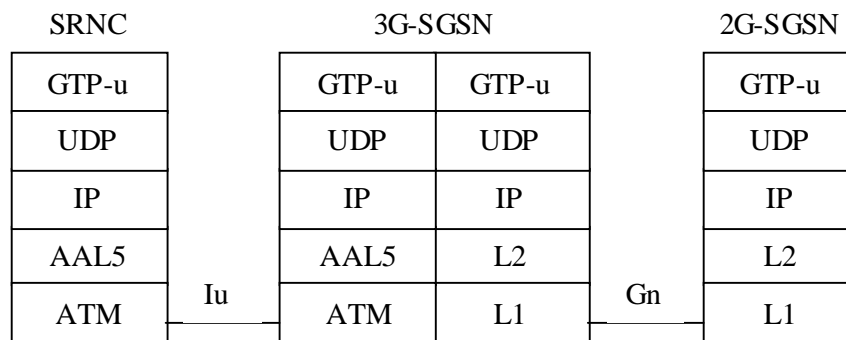 SRNC 3G-SGSN 2G-SGSN
GTP-u GTP-u GTP-u GTP-u
UDP UDP UDP UDP
IP IP IP IP
AAL5 AAL5 L2 L2
Iu Gn
ATM ATM L1 L1